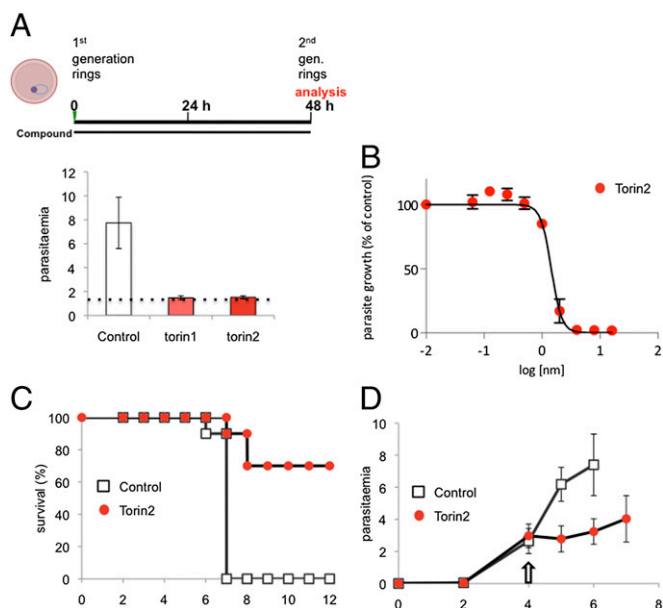 A
1st
generation
rings
2nd
gen.
rings
analysis
0
24 h
48 h
Compound
parasitaemia
12
10
8
6
4
2
0
Control
torin1
torin2
B
parasite growth (% of control)
100
50
0
Torin2
-2
-1
0
1
2
log [nm]
C
survival (%)
100
80
60
40
20
0
Control
Torin2
0
2
4
6
8
10
12
D
parasitaemia
10
8
6
4
2
0
Control
Torin2
0
2
4
6
8